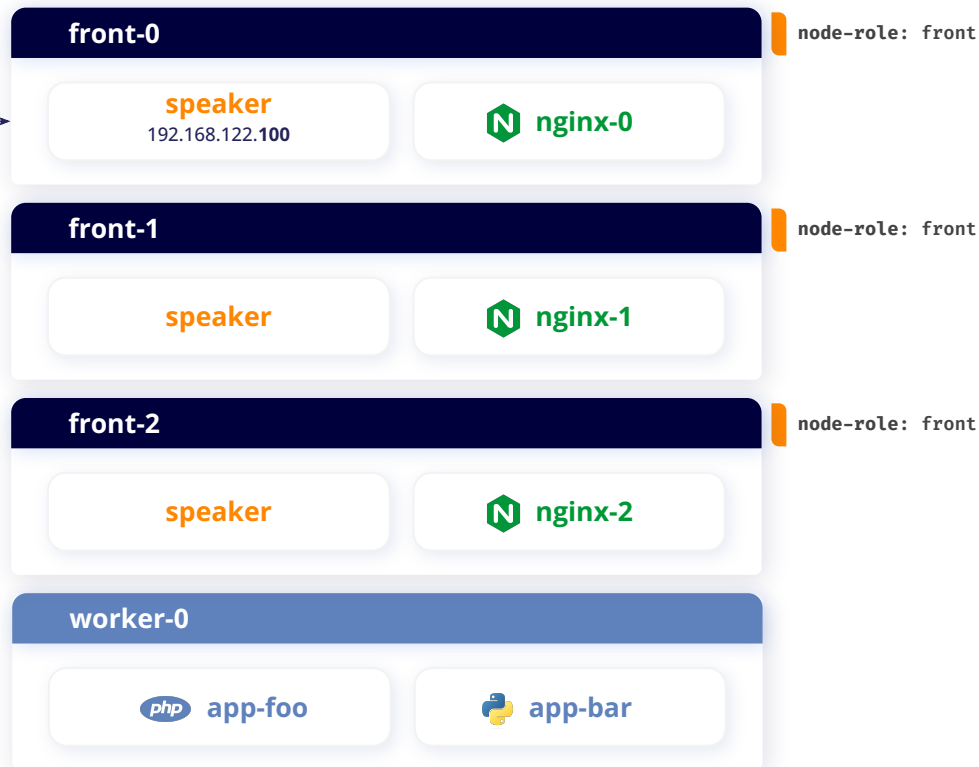 front-0
node-role: front
speaker
192.168.122.100
nginx-0
front-1
node-role: front
speaker
nginx-1
front-2
node-role: front
speaker
nginx-2
worker-0
php app-foo
app-bar